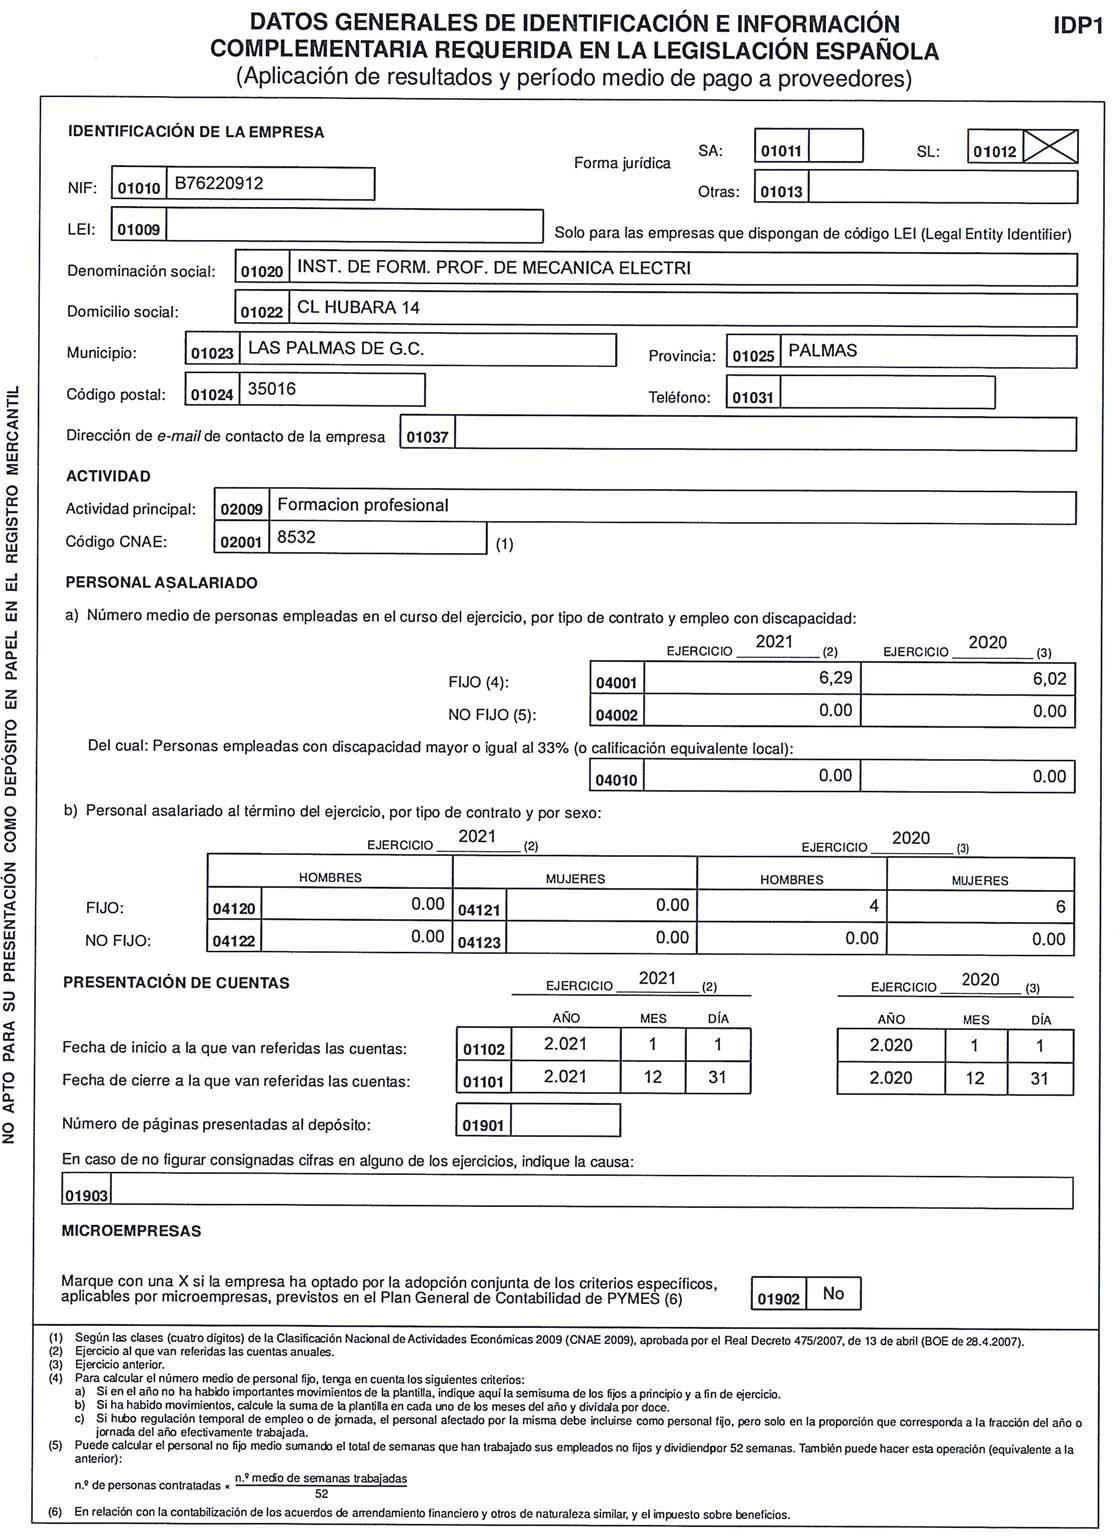 DATOS GENERALES DE IDENTIFICACIÓN E INFORMACIÓN
COMPLEMENTARIA REQUERIDA EN LA LEGISLACIÓN ESPAÑOLA
(Aplicación de resultados y período medio de pago a proveedores)
IDP1
NO APTO PARA SU PRESENTACIÓN COMO DEPÓSITO EN PAPEL EN EL REGISTRO MERCANTIL
IDENTIFICACIÓN DE LA EMPRESA
Forma jurídica SA: 01011 SL: 01012 X
NIF: 01010 B76220912 Otras: 01013
LEI: 01009 Solo para las empresas que dispongan de código LEI (Legal Entity Identifier)
Denominación social: 01020 INST. DE FORM. PROF. DE MECANICA ELECTRI
Domicilio social: 01022 CL HUBARA 14
Municipio: 01023 LAS PALMAS DE G.C. Provincia: 01025 PALMAS
Código postal: 01024 35016 Teléfono: 01031
Dirección de e-mail de contacto de la empresa 01037
ACTIVIDAD
Actividad principal: 02009 Formacion profesional
Código CNAE: 02001 8532 (1)
PERSONAL ASALARIADO
a) Número medio de personas empleadas en el curso del ejercicio, por tipo de contrato y empleo con discapacidad:
EJERCICIO 2021 (2) EJERCICIO 2020 (3)
FIJO (4): 04001 6,29 6,02
NO FIJO (5): 04002 0.00 0.00
Del cual: Personas empleadas con discapacidad mayor o igual al 33% (o calificación equivalente local):
04010 0.00 0.00
b) Personal asalariado al término del ejercicio, por tipo de contrato y por sexo:
EJERCICIO 2021 (2) EJERCICIO 2020 (3)
HOMBRES MUJERES HOMBRES MUJERES
FIJO: 04120 0.00 04121 0.00 4 6
NO FIJO: 04122 0.00 04123 0.00 0.00 0.00
PRESENTACIÓN DE CUENTAS EJERCICIO 2021 (2) EJERCICIO 2020 (3)
AÑO MES DÍA AÑO MES DÍA
Fecha de inicio a la que van referidas las cuentas: 01102 2.021 1 1 2.020 1 1
Fecha de cierre a la que van referidas las cuentas: 01101 2.021 12 31 2.020 12 31
Número de páginas presentadas al depósito: 01901
En caso de no figurar consignadas cifras en alguno de los ejercicios, indique la causa:
01903
MICROEMPRESAS
Marque con una X si la empresa ha optado por la adopción conjunta de los criterios específicos,
aplicables por microempresas, previstos en el Plan General de Contabilidad de PYMES (6) 01902 No
(1) Según las clases (cuatro dígitos) de la Clasificación Nacional de Actividades Económicas 2009 (CNAE 2009), aprobada por el Real Decreto 475/2007, de 13 de abril (BOE de 28.4.2007).
(2) Ejercicio al que van referidas las cuentas anuales.
(3) Ejercicio anterior.
(4) Para calcular el número medio de personal fijo, tenga en cuenta los siguientes criterios:
a) Si en el año no ha habido importantes movimientos de la plantilla, indique aquí la semisuma de los fijos a principio y a fin de ejercicio.
b) Si ha habido movimientos, calcule la suma de la plantilla en cada uno de los meses del año y divídala por doce.
c) Si hubo regulación temporal de empleo o de jornada, el personal afectado por la misma debe incluirse como personal fijo, pero solo en la proporción que corresponda a la fracción del año o
jornada del año efectivamente trabajada.
(5) Puede calcular el personal no fijo medio sumando el total de semanas que han trabajado sus empleados no fijos y dividiendpor 52 semanas. También puede hacer esta operación (equivalente a la
anterior):
n.º de personas contratadas × n.º medio de semanas trabajadas
52
(6) En relación con la contabilización de los acuerdos de arrendamiento financiero y otros de naturaleza similar, y el impuesto sobre beneficios.